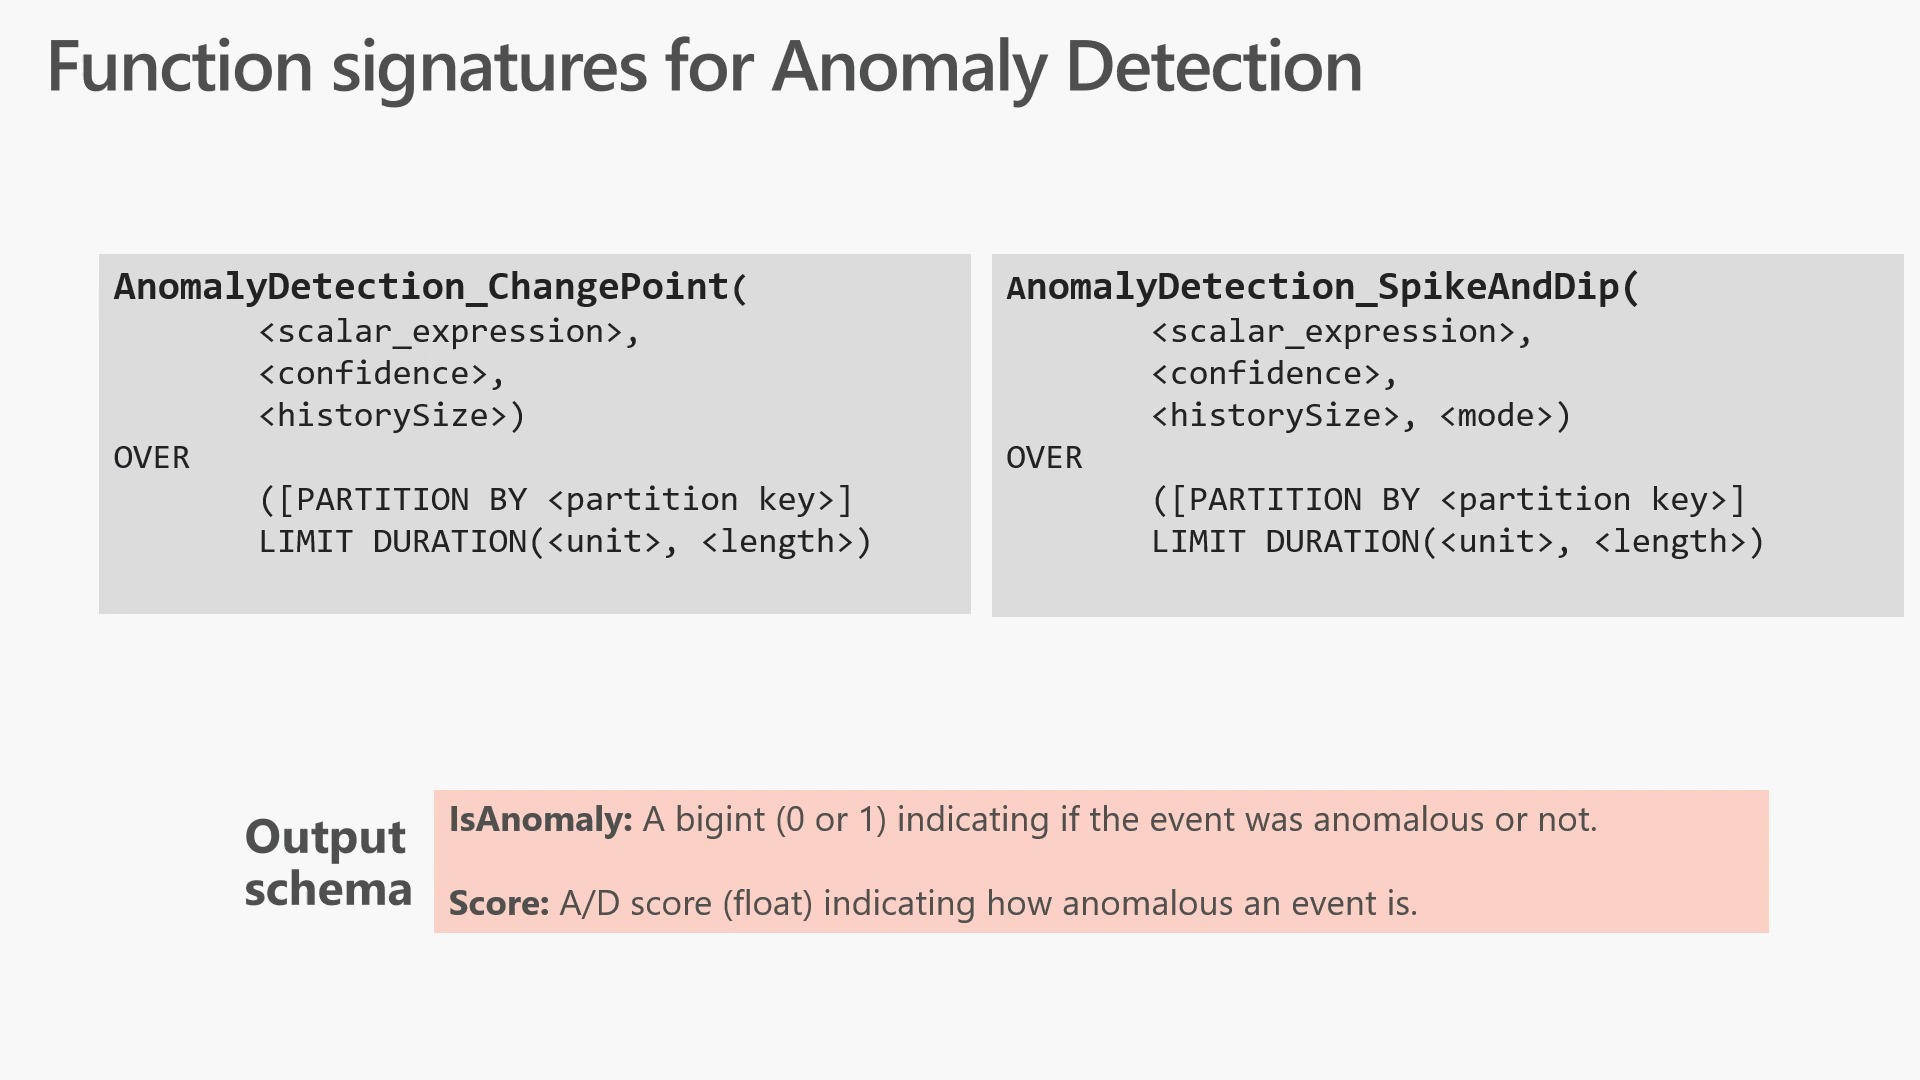 Function signatures for Anomaly Detection
AnomalyDetection_ChangePoint(
<scalar_expression>,
<confidence>,
<historySize>)
OVER
([PARTITION BY <partition key>]
LIMIT DURATION(<unit>, <length>)
AnomalyDetection_SpikeAndDip(
<scalar_expression>,
<confidence>,
<historySize>, <mode>)
OVER
([PARTITION BY <partition key>]
LIMIT DURATION(<unit>, <length>)
Output
schema
IsAnomaly: A bigint (0 or 1) indicating if the event was anomalous or not.
Score: A/D score (float) indicating how anomalous an event is.